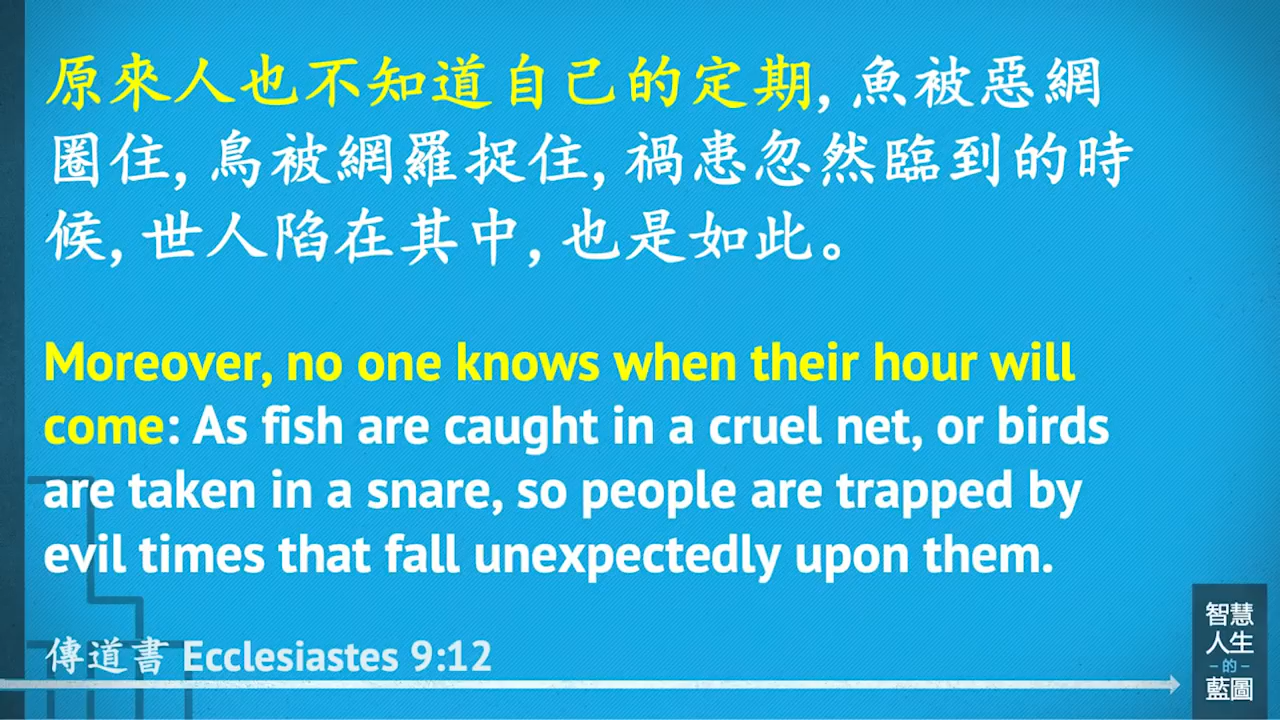 原來人也不知道自己的定期, 魚被惡網
圈住, 鳥被網羅捉住, 禍患忽然臨到的時
候, 世人陷在其中, 也是如此。
Moreover, no one knows when their hour will
come: As fish are caught in a cruel net, or birds
are taken in a snare, so people are trapped by
evil times that fall unexpectedly upon them.
傳道書 Ecclesiastes 9:12
智慧
人生
–的–
藍圖